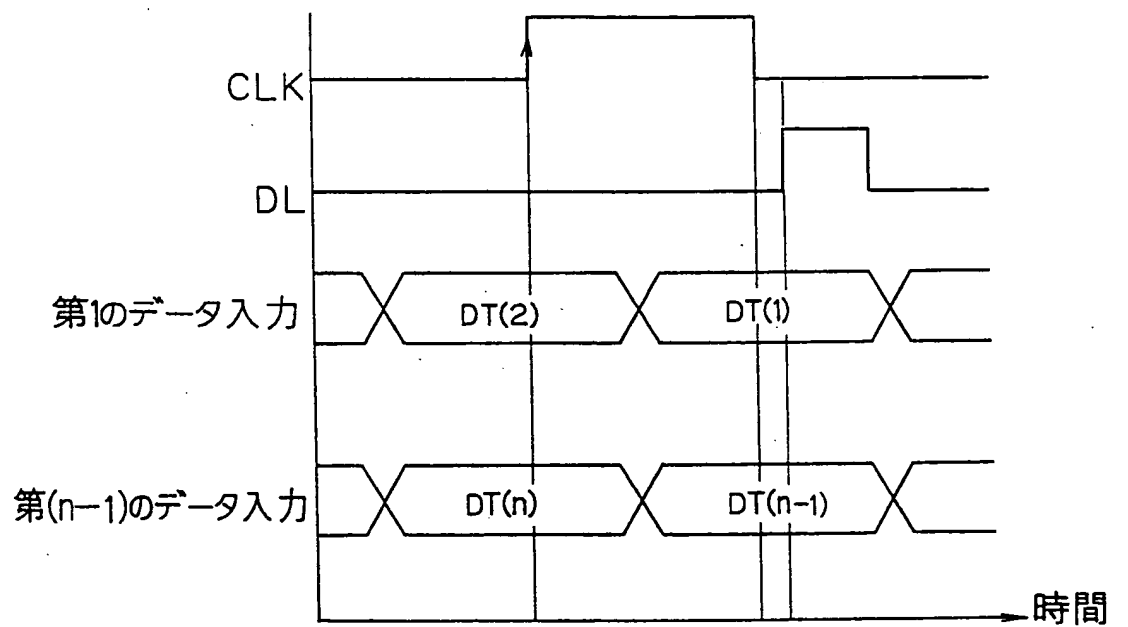 CLK
DL
第1のデータ入力 DT(2) DT(1)
第(n-1)のデータ入力 DT(n) DT(n-1)
時間